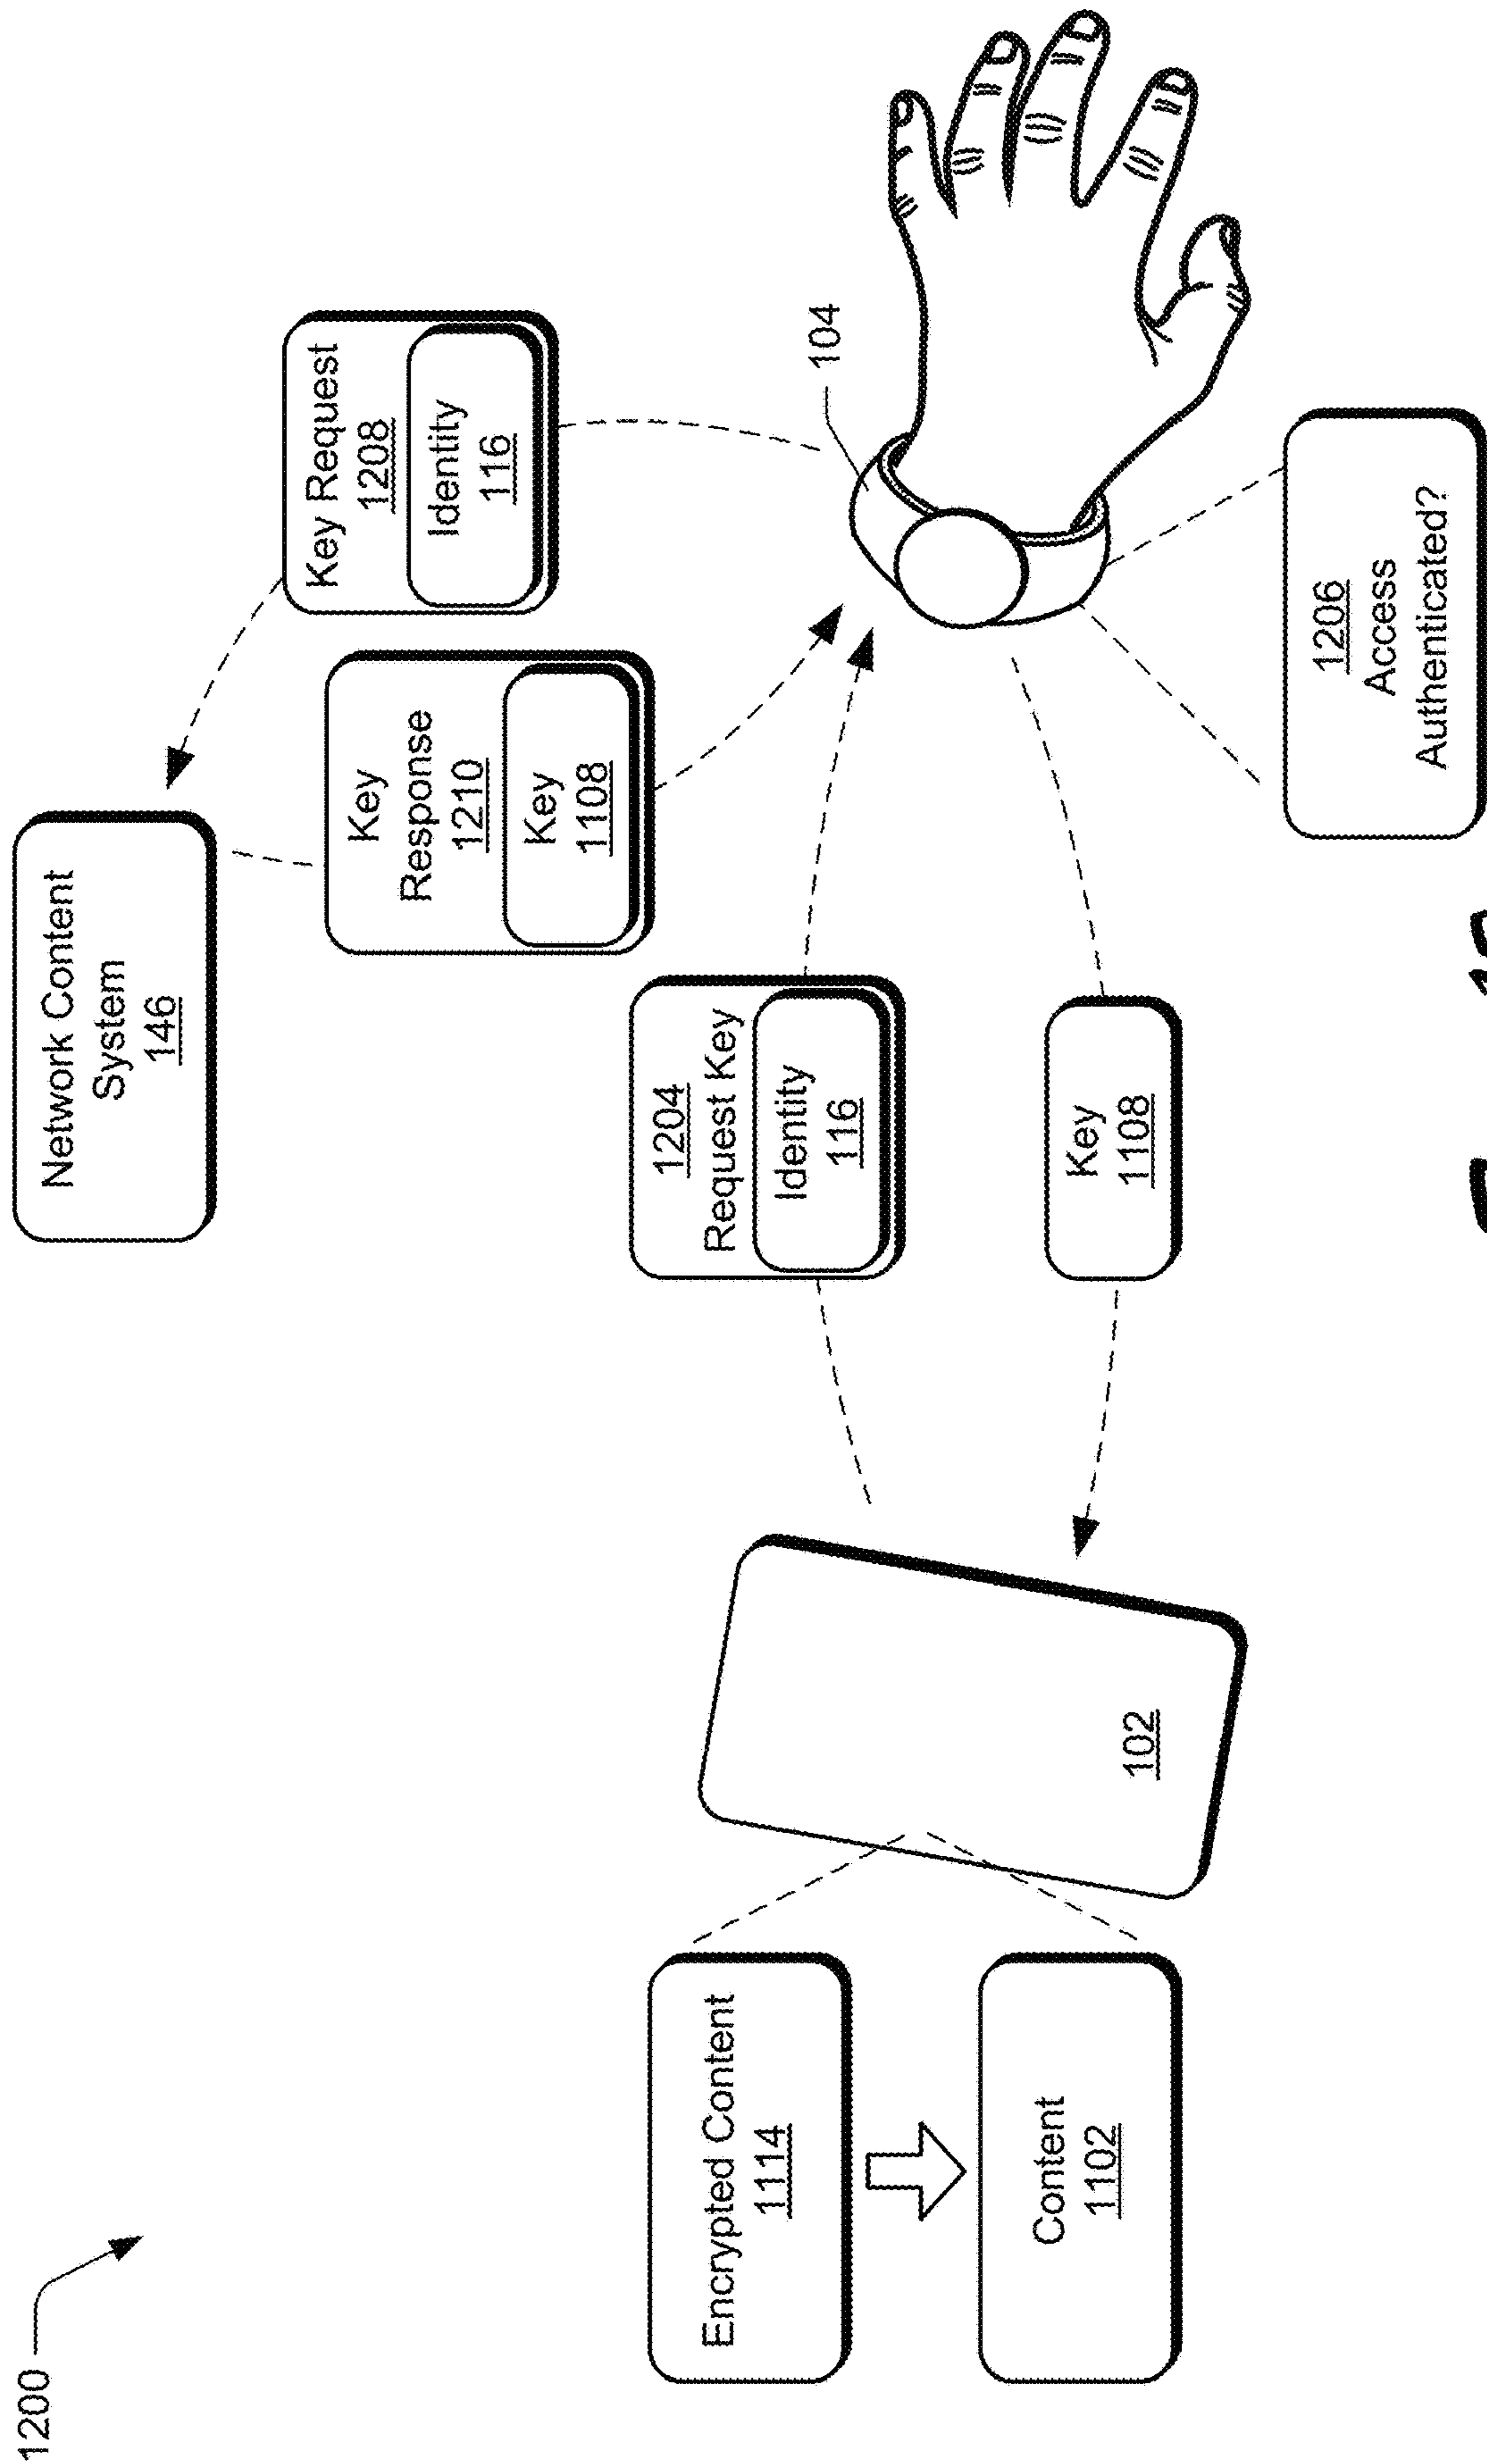 1200
Network Content
System
146
Key Request
1208
Identity
116
Key
Response
1210
Key
1108
1204
Request Key
Identity
116
104
Encrypted Content
1114
Key
1108
102
Content
1102
1206
Access
Authenticated?